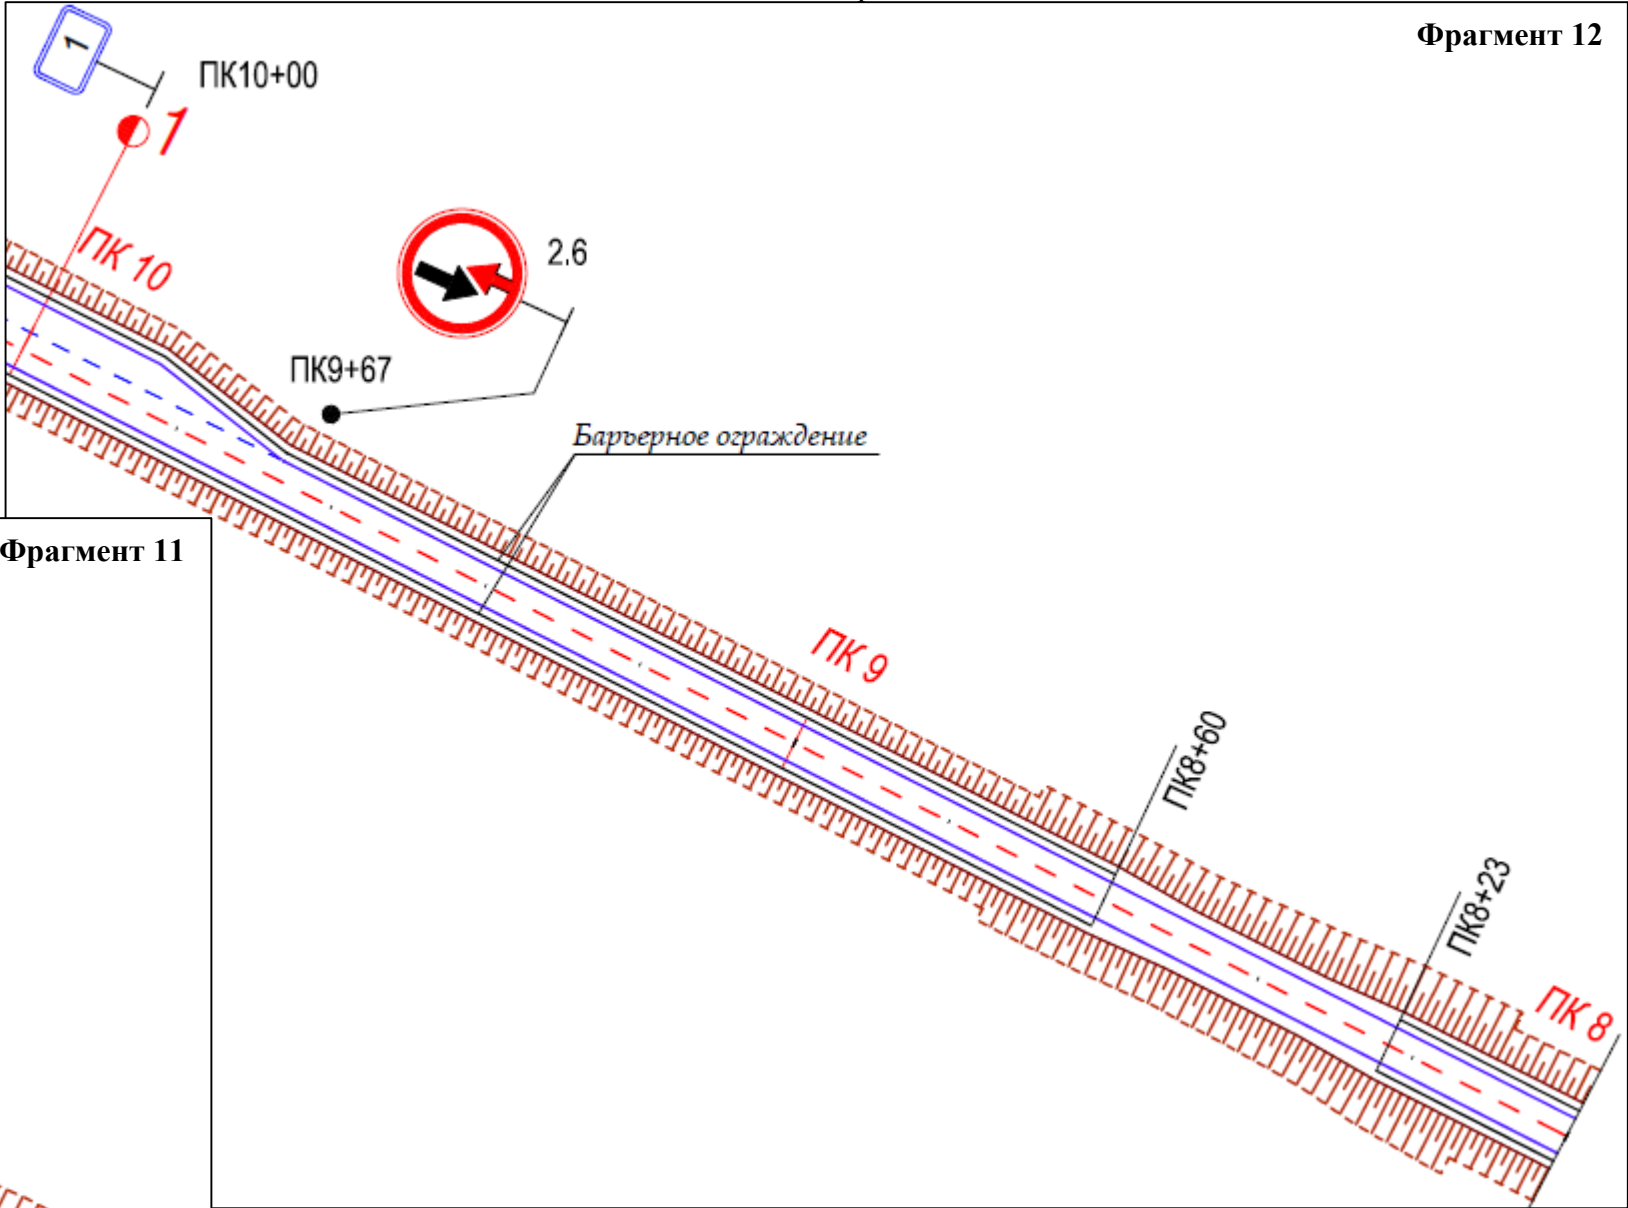 Фрагмент 12
1
ПК10+00
1
ПК 10
2.6
ПК9+67
Барьерное ограждение
Фрагмент 11
ПК 9
ПК8+60
ПК8+23
ПК 8